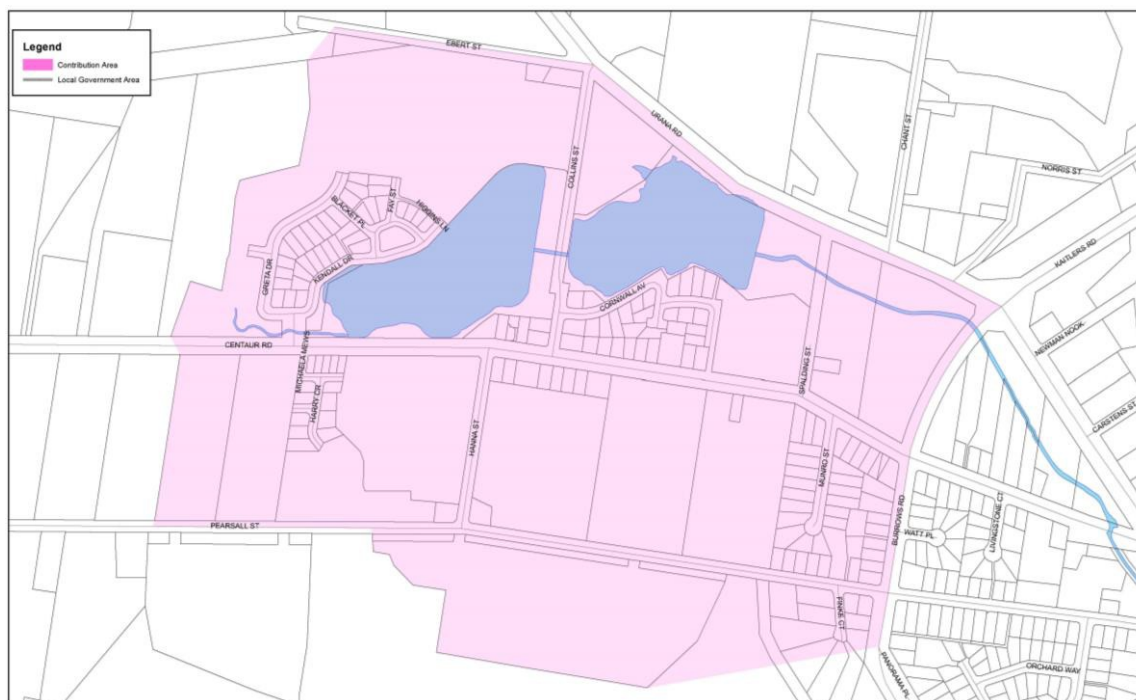 Legend
Contribution Area
Local Government Area
EBERT ST
URANA RD
CHANT ST
NORRIS ST
KAITLERS RD
COLLINS ST
FAY ST
HIGGINS LN
BLACKET PL
KENDALL DR
GRETA DR
CORNWALL AV
NEWMAN NOOK
CENTAUR RD
MICHAELA MEWS
HARRY CR
SPALDING ST
CARSTENS ST
HANNA ST
MUNRO ST
BURROWS RD
LIVINGSTONE CT
WATT PL
PEARSALL ST
PANORAMA PL
ORCHARD WAY